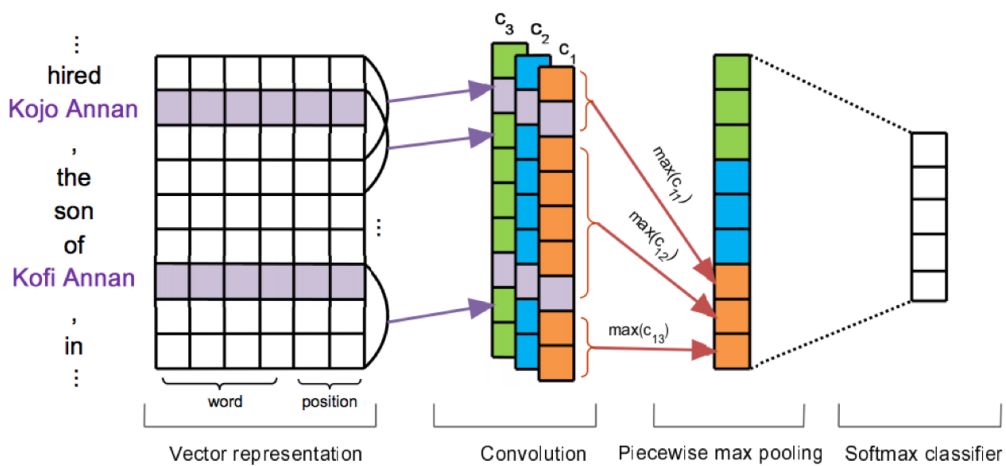 ...
hired
Kojo Annan
,
the
son
of
Kofi Annan
,
in
...
...
word
position
c3
c2
c1
max(c11)
max(c12)
max(c13)
Vector representation
Convolution
Piecewise max pooling
Softmax classifier